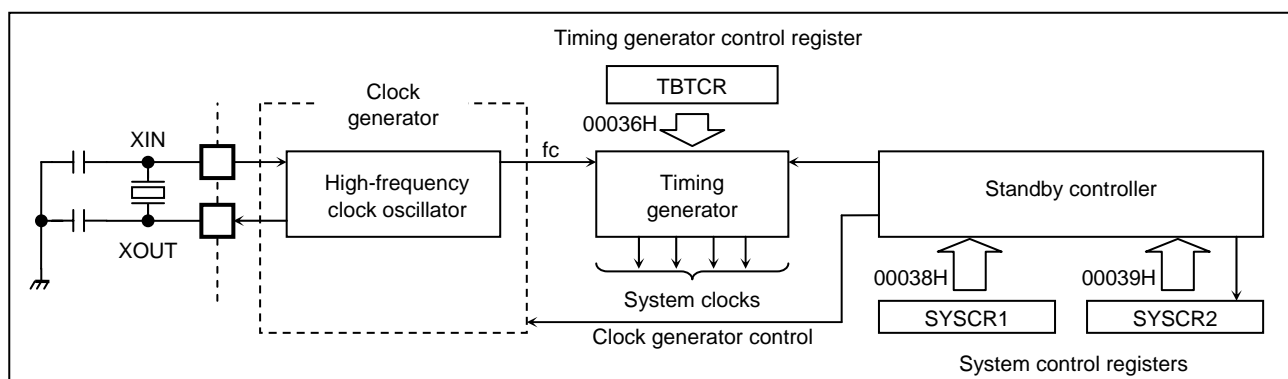 Timing generator control register
TBTCR
Clock
generator
00036H
XIN
fc
High-frequency
clock oscillator
Timing
generator
Standby controller
XOUT
System clocks
00038H
00039H
Clock generator control
SYSCR1
SYSCR2
System control registers